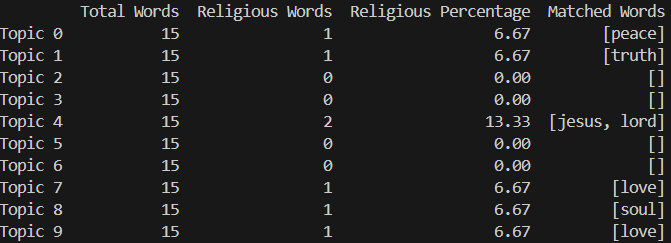 Total Words Religious Words Religious Percentage Matched Words
Topic 0 15 1 6.67 [peace]
Topic 1 15 1 6.67 [truth]
Topic 2 15 0 0.00 []
Topic 3 15 0 0.00 []
Topic 4 15 2 13.33 [jesus, lord]
Topic 5 15 0 0.00 []
Topic 6 15 0 0.00 []
Topic 7 15 1 6.67 [love]
Topic 8 15 1 6.67 [soul]
Topic 9 15 1 6.67 [love]